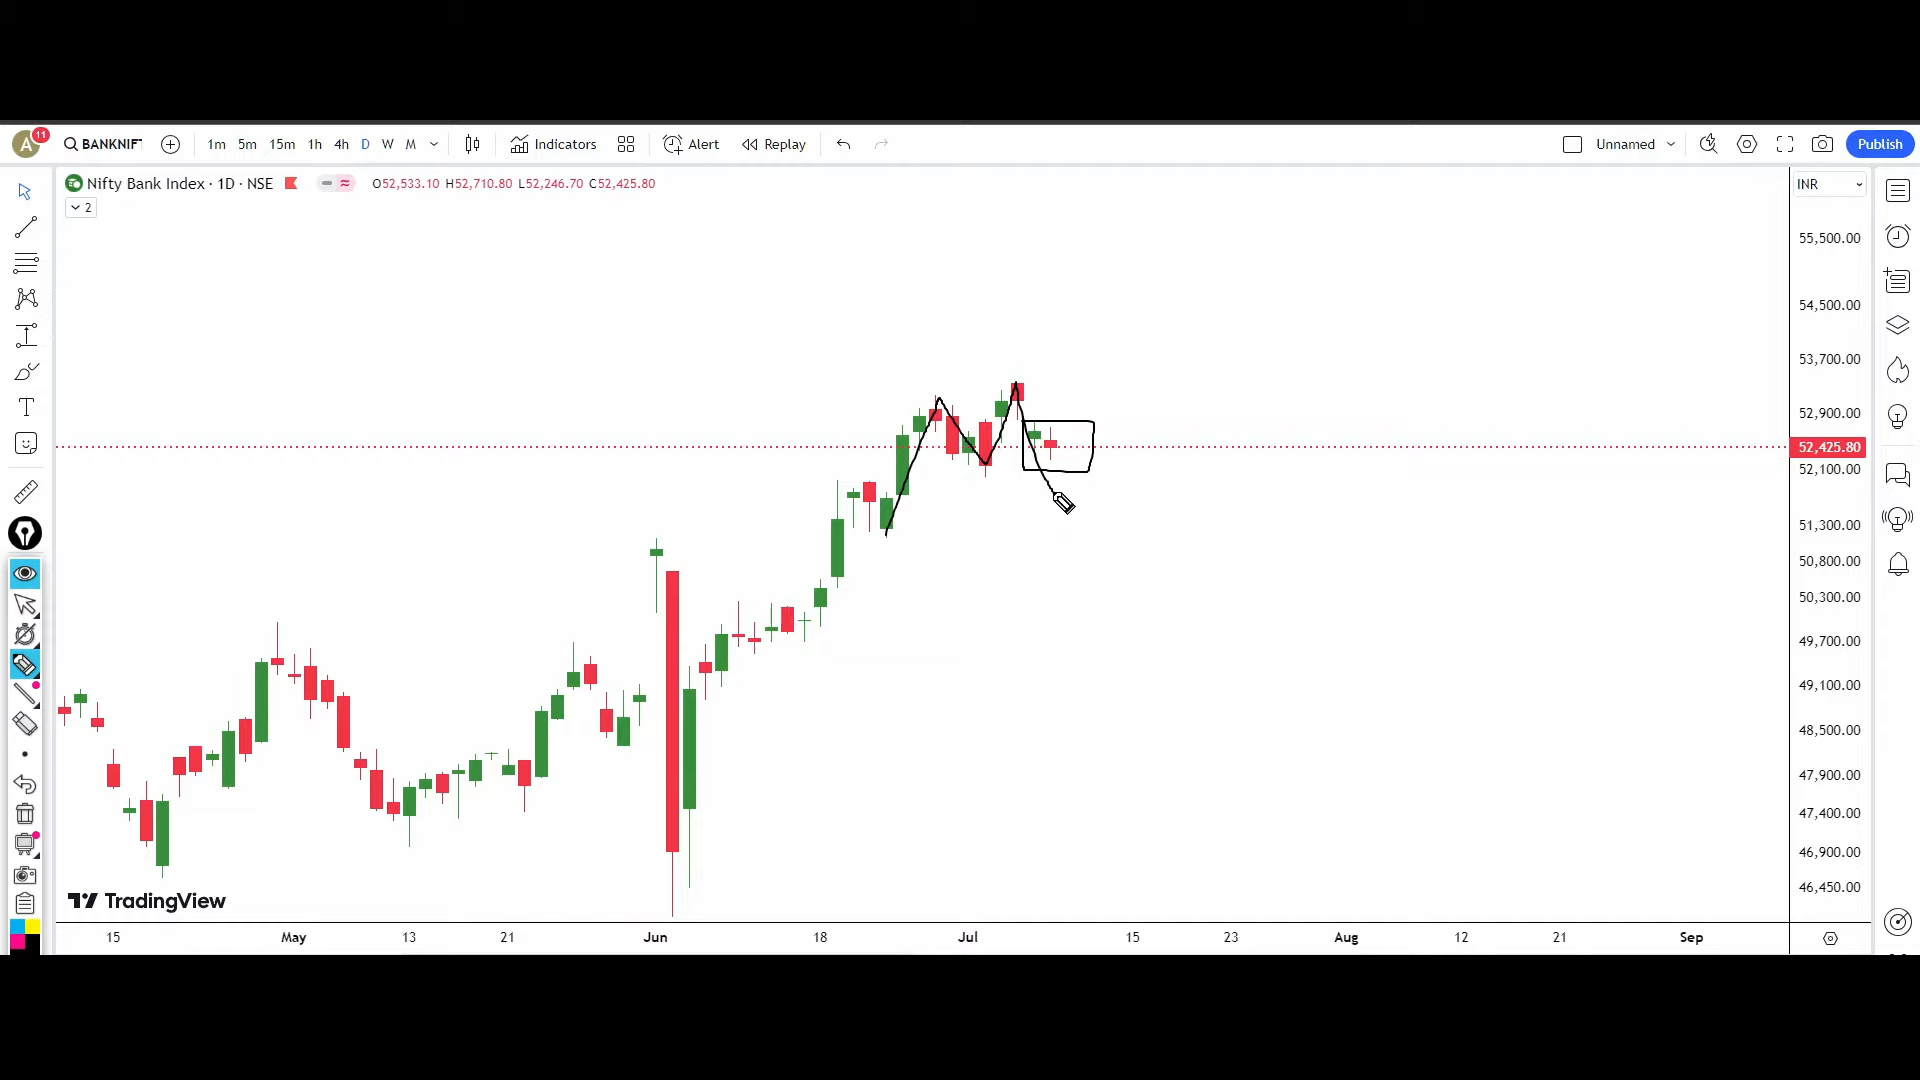 A 11 BANKNIF 1m 5m 15m 1h 4h D W M Indicators Alert Replay Unnamed Publish
Nifty Bank Index · 1D · NSE O52,533.10 H52,710.80 L52,246.70 C52,425.80
INR
2
55,500.00
54,500.00
53,700.00
52,900.00
52,425.80
52,100.00
51,300.00
50,800.00
50,300.00
49,700.00
49,100.00
48,500.00
47,900.00
47,400.00
46,900.00
46,450.00
T
TradingView
15 May 13 21 Jun 18 Jul 15 23 Aug 12 21 Sep